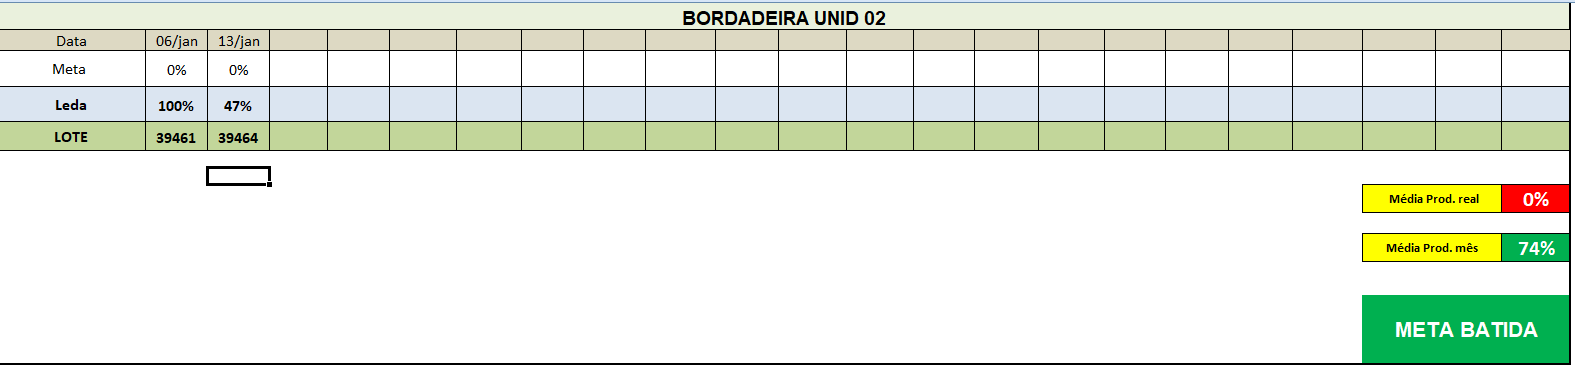 BORDADEIRA UNID 02
Data 06/jan 13/jan
Meta 0% 0%
Leda 100% 47%
LOTE 39461 39464
Média Prod. real 0%
Média Prod. mês 74%
META BATIDA